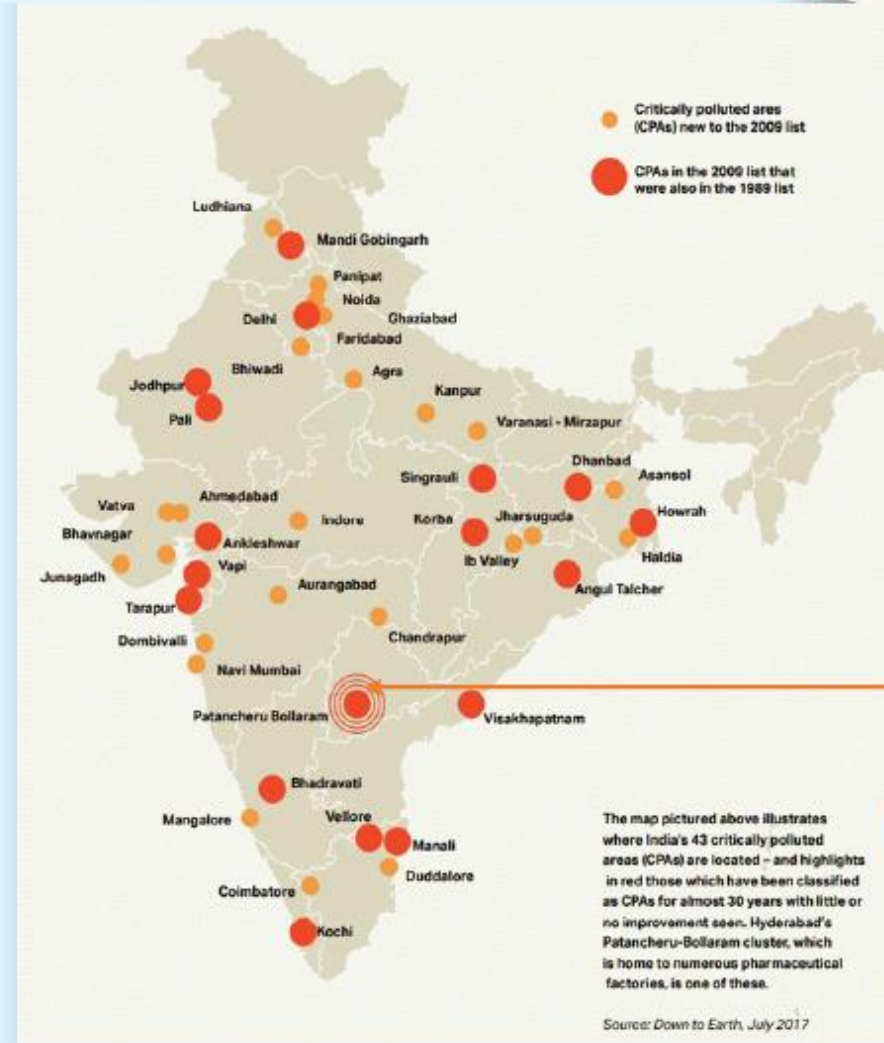 Critically polluted ares
(CPAs) new to the 2009 list
CPAs in the 2009 list that
were also in the 1989 list
Ludhiana
Mandi Gobingarh
Panipat
Noida
Delhi
Ghaziabad
Faridabad
Bhiwadi
Agra
Jodhpur
Kanpur
Pali
Varanasi - Mirzapur
Dhanbad
Singrauli
Asansol
Vatva
Ahmedabad
Howrah
Indore
Korba
Jharsuguda
Bhavnagar
Ankleshwar
Ib Valley
Haldia
Vapi
Junagadh
Aurangabad
Angul Talcher
Tarapur
Chandrapur
Dombivalli
Navi Mumbai
Patancheru Bollaram
Visakhapatnam
Bhadravati
Mangalore
Vellore
Manali
Duddalore
Coimbatore
Kochi
The map pictured above illustrates
where India's 43 critically polluted
areas (CPAs) are located – and highlights
in red those which have been classified
as CPAs for almost 30 years with little or
no improvement seen. Hyderabad's
Patancheru-Bollaram cluster, which
is home to numerous pharmaceutical
factories, is one of these.
Source: Down to Earth, July 2017